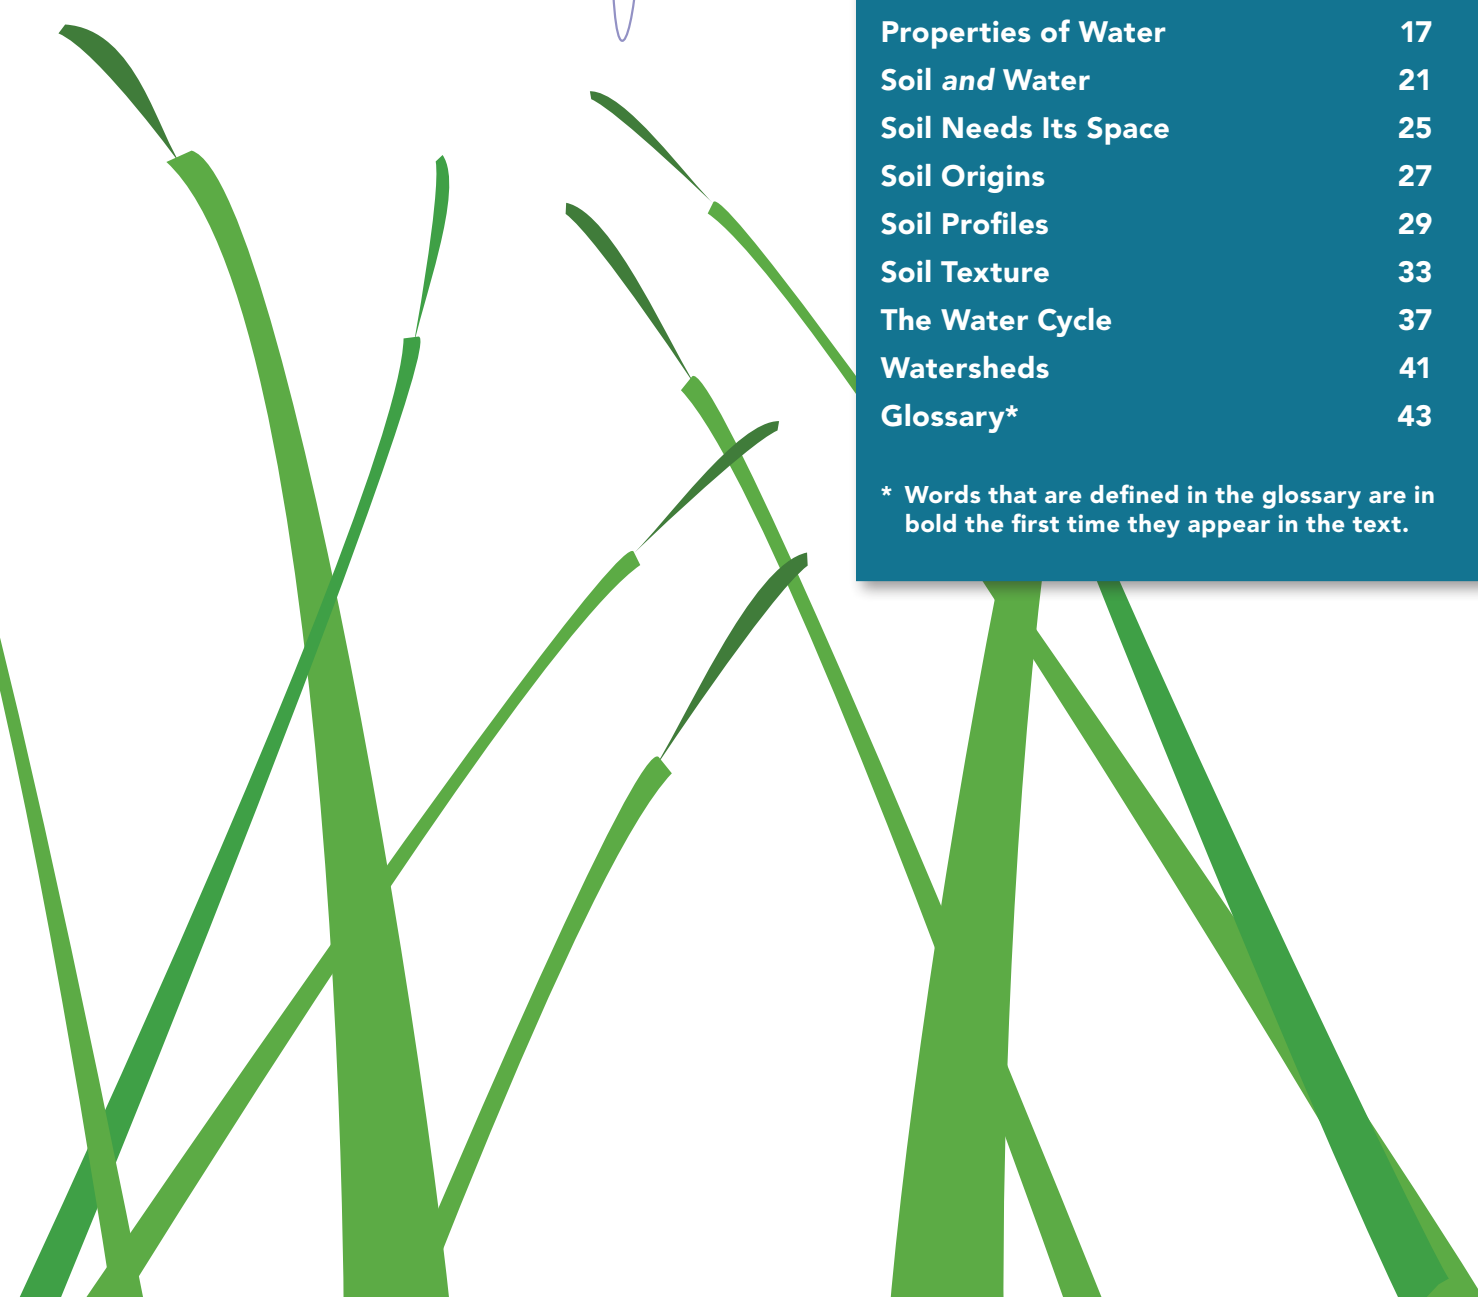 Properties of Water 17
Soil and Water 21
Soil Needs Its Space 25
Soil Origins 27
Soil Profiles 29
Soil Texture 33
The Water Cycle 37
Watersheds 41
Glossary* 43
* Words that are defined in the glossary are in
bold the first time they appear in the text.